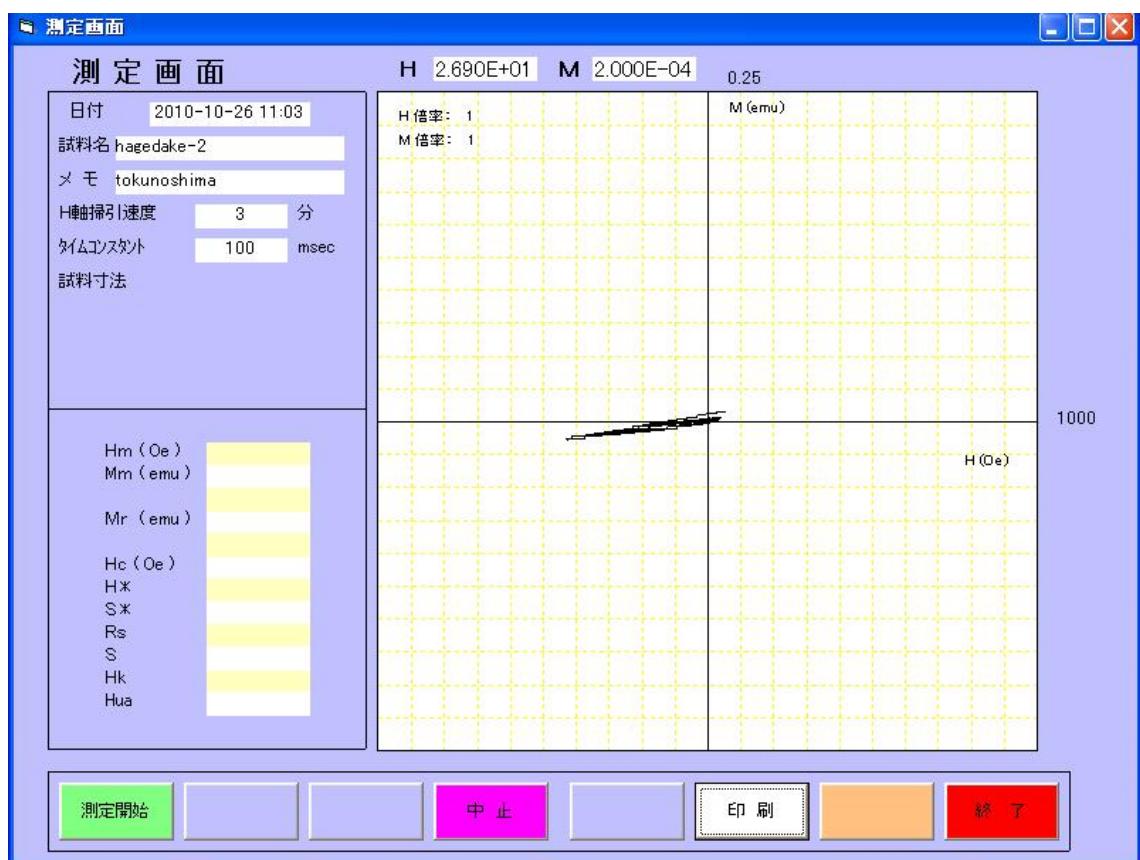 測定画面
測 定 画 面
H 2.690E+01 M 2.000E-04
0.25
日付 2010-10-26 11:03
試料名 hagedake-2
メ モ tokunoshima
H軸掃引速度 3 分
タイムコンスタント 100 msec
試料寸法
H倍率: 1
M倍率: 1
M(emu)
1000
H(Oe)
Hm(Oe)
Mm(emu)
Mr (emu)
Hc(Oe)
H*
S*
Rs
S
Hk
Hua
測定開始
中 止
印 刷
終 了